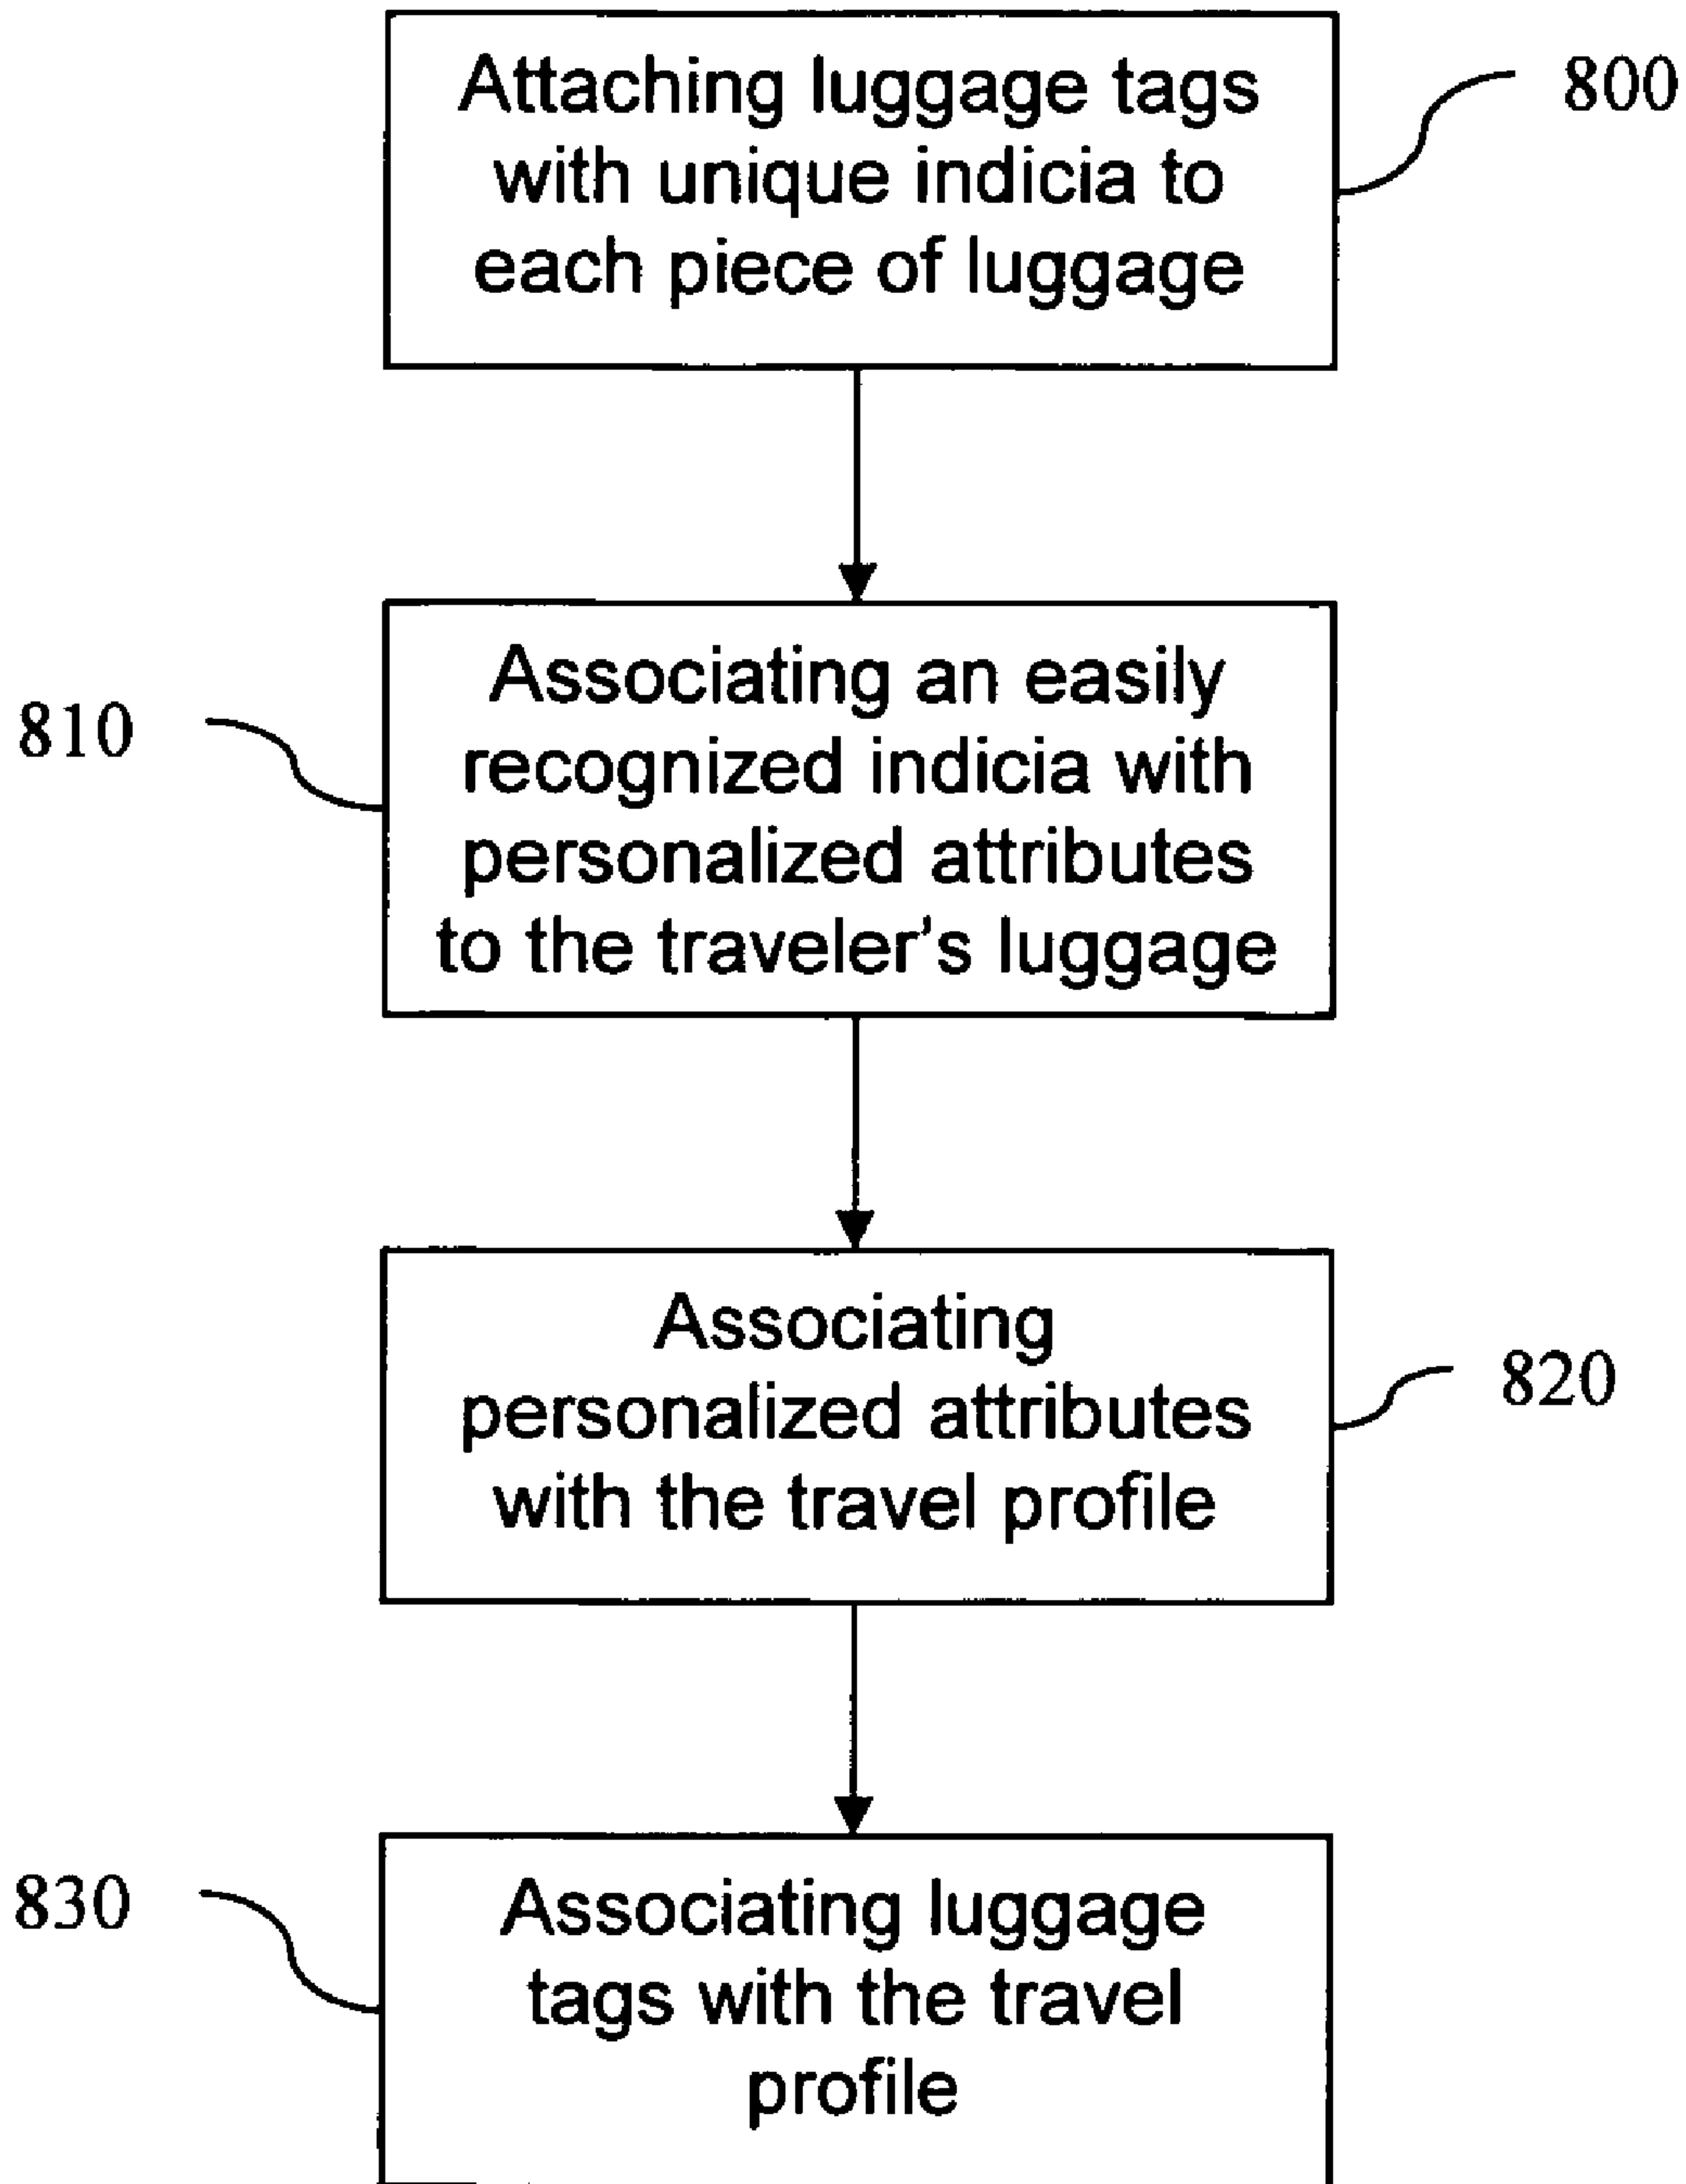 Attaching luggage tags
with unique indicia to
each piece of luggage
800
Associating an easily
recognized indicia with
personalized attributes
to the traveler's luggage
810
Associating
personalized attributes
with the travel profile
820
Associating luggage
tags with the travel
profile
830